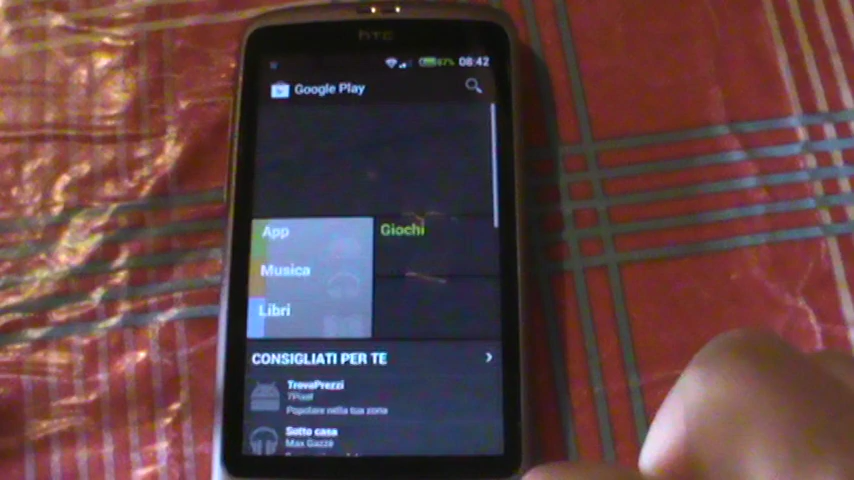 hTC
08:42
Google Play
App
Giochi
Musica
Libri
CONSIGLIATI PER TE
TrovaPrezzi
7Pixel
Popolare nella tua zona
Sotto casa
Max Gazzè